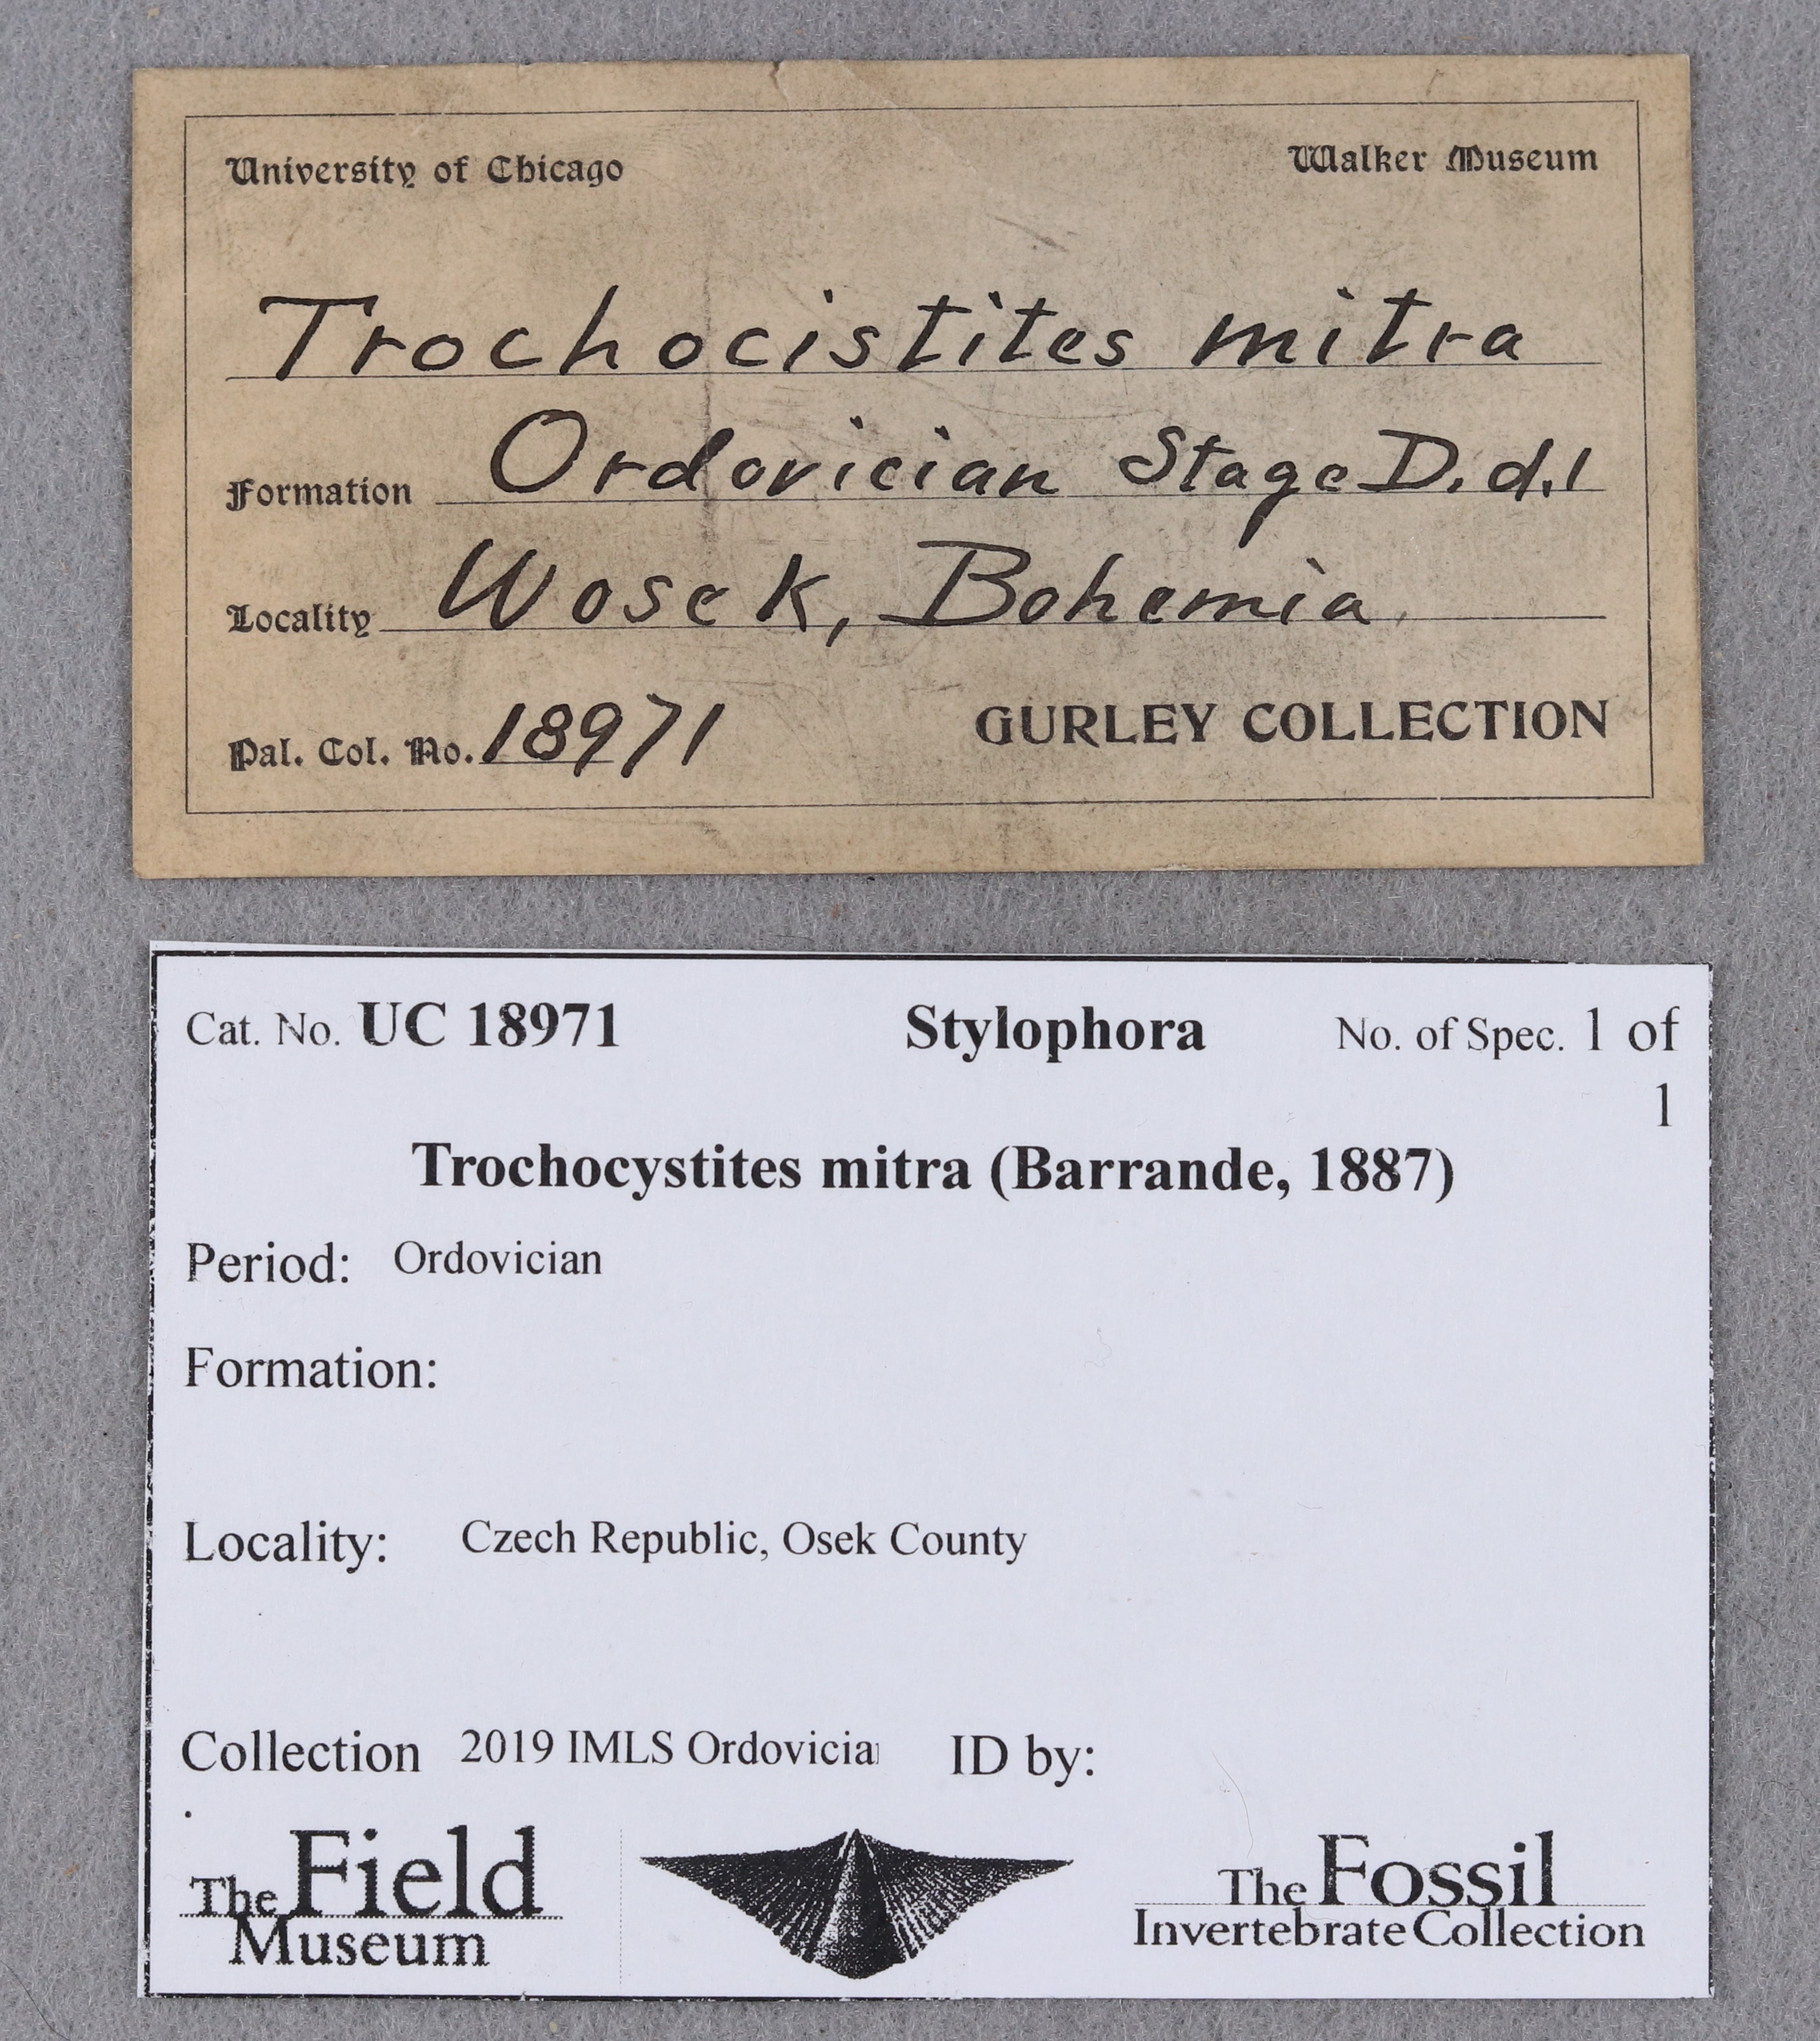 University of Chicago Walker Museum
Trochocistites mitra
Formation Ordovician Stage D.d.1
Locality Wosek, Bohemia.
Pal. Col. No. 18971 GURLEY COLLECTION
Cat. No. UC 18971 Stylophora No. of Spec. 1 of
1
Trochocystites mitra (Barrande, 1887)
Period: Ordovician
Formation:
Locality: Czech Republic, Osek County
Collection 2019 IMLS Ordovicia ID by:
.
The Field
Museum
The Fossil
Invertebrate Collection